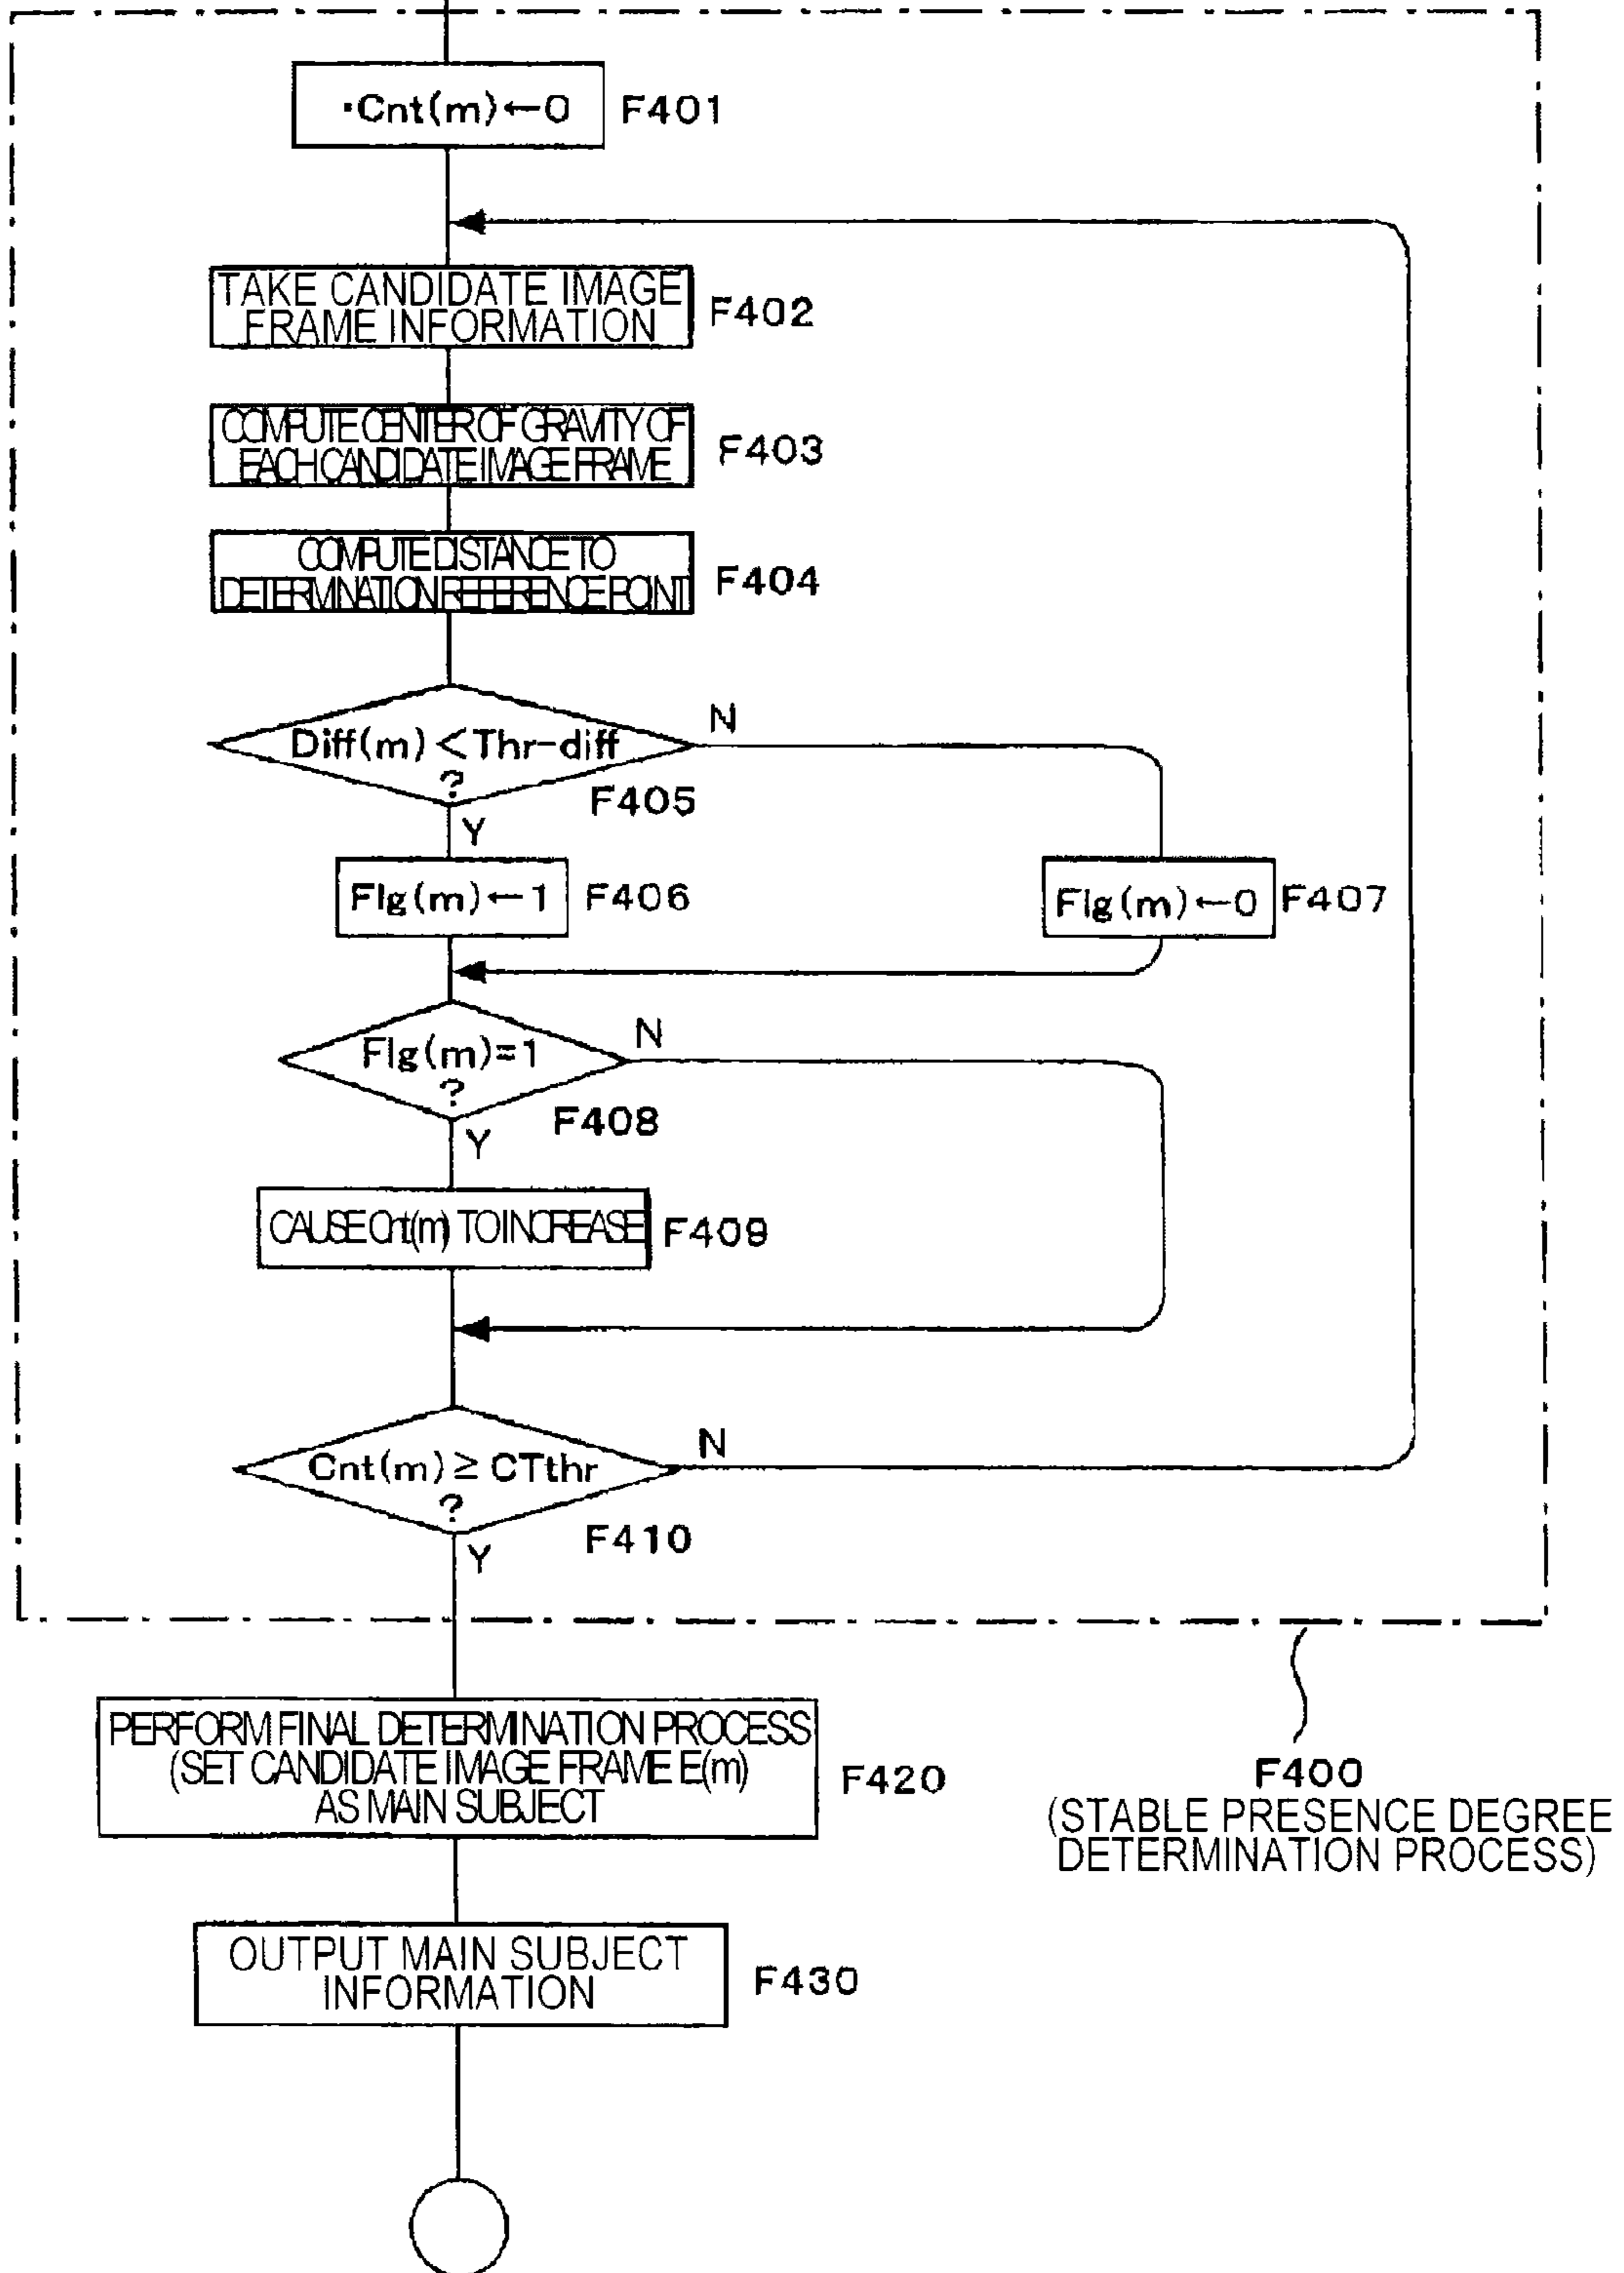 ·Cnt(m)←0 F401
TAKE CANDIDATE IMAGE
FRAME INFORMATION
F402
COMPUTE CENTER OF GRAVITY OF
EACH CANDIDATE IMAGE FRAME
F403
COMPUTE DISTANCE TO
DETERMINATION REFERENCE POINT
F404
Diff(m) <Thr-diff
?
N
F405
Y
Flg(m)←1 F406
Flg(m)←0 F407
Flg(m)=1
?
N
F408
Y
CAUSE Cnt(m) TO INCREASE F409
Cnt(m) ≥ CTthr
?
N
F410
Y
PERFORM FINAL DETERMINATION PROCESS
(SET CANDIDATE IMAGE FRAME E(m)
AS MAIN SUBJECT
F420
F400
(STABLE PRESENCE DEGREE
DETERMINATION PROCESS)
OUTPUT MAIN SUBJECT
INFORMATION
F430